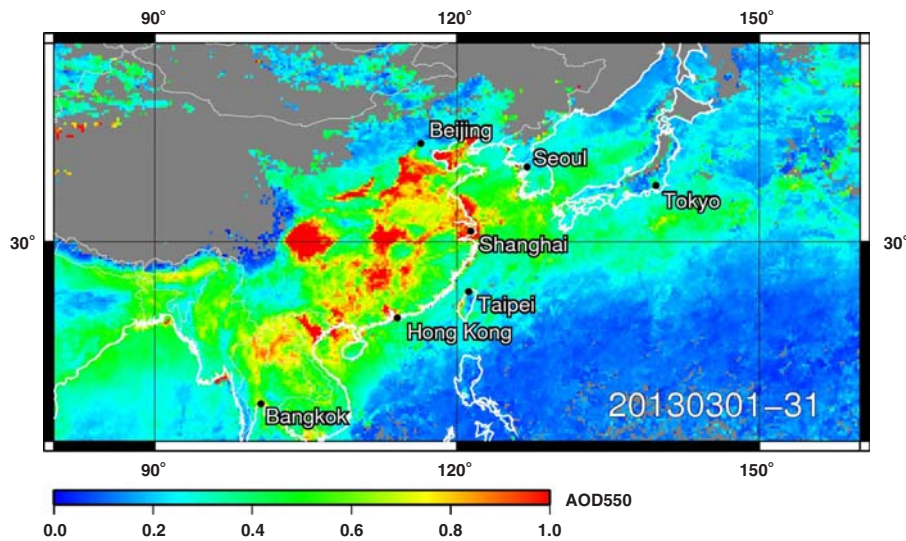 90° 120° 150°
Beijing
Seoul
Tokyo
30° 30°
Shanghai
Taipei
Hong Kong
20130301-31
Bangkok
90° 120° 150°
AOD550
0.0 0.2 0.4 0.6 0.8 1.0